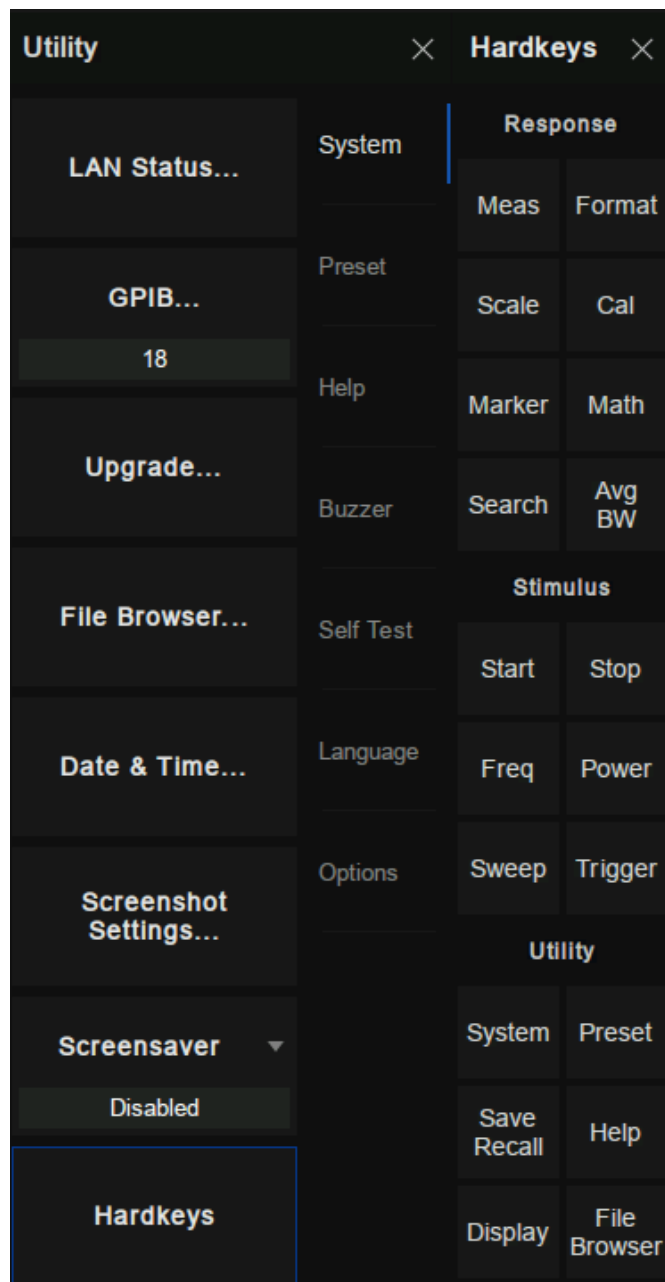 Utility
LAN Status...
GPIB...
18
Upgrade...
File Browser...
Date & Time...
Screenshot
Settings...
Screensaver
Disabled
Hardkeys
System
Preset
Help
Buzzer
Self Test
Language
Options
Hardkeys
Response
Meas
Format
Scale
Cal
Marker
Math
Search
Avg
BW
Stimulus
Start
Stop
Freq
Power
Sweep
Trigger
Utility
System
Preset
Save
Recall
Help
Display
File
Browser